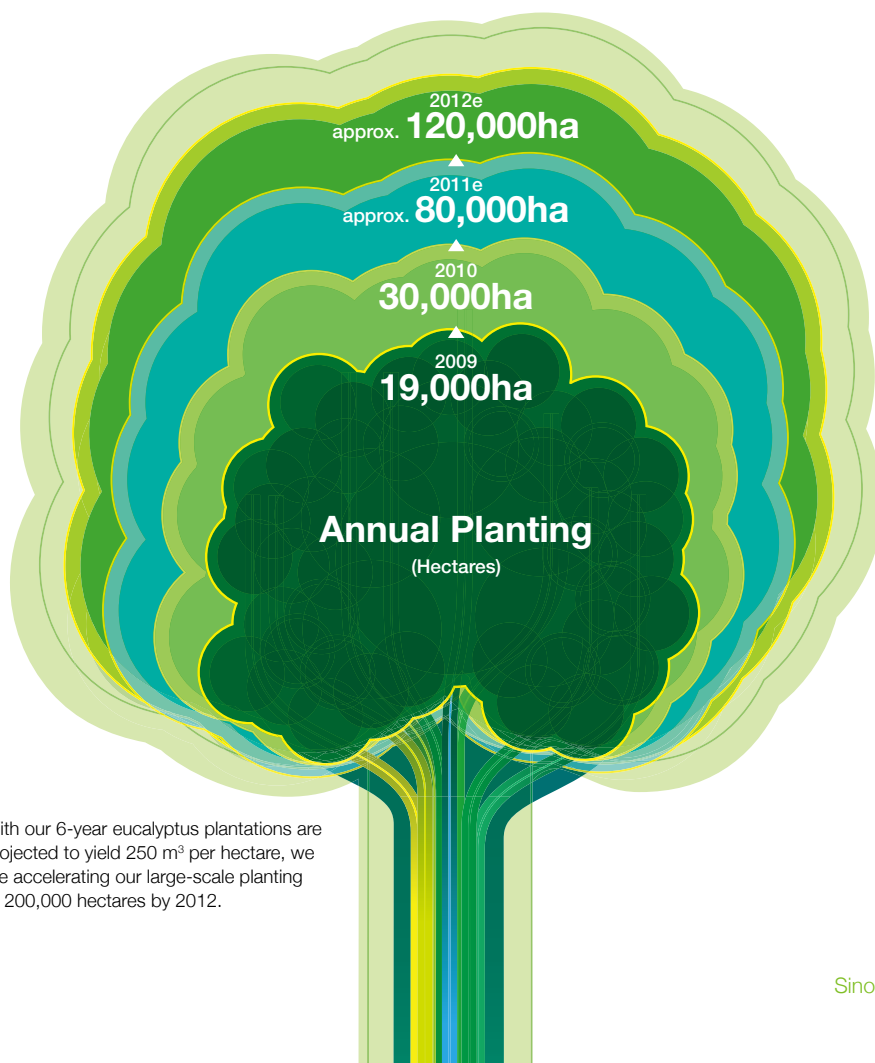 2012e
approx. 120,000ha
2011e
approx. 80,000ha
2010
30,000ha
2009
19,000ha
Annual Planting
(Hectares)
ith our 6-year eucalyptus plantations are
ojected to yield 250 m³ per hectare, we
e accelerating our large-scale planting
200,000 hectares by 2012.
Sino